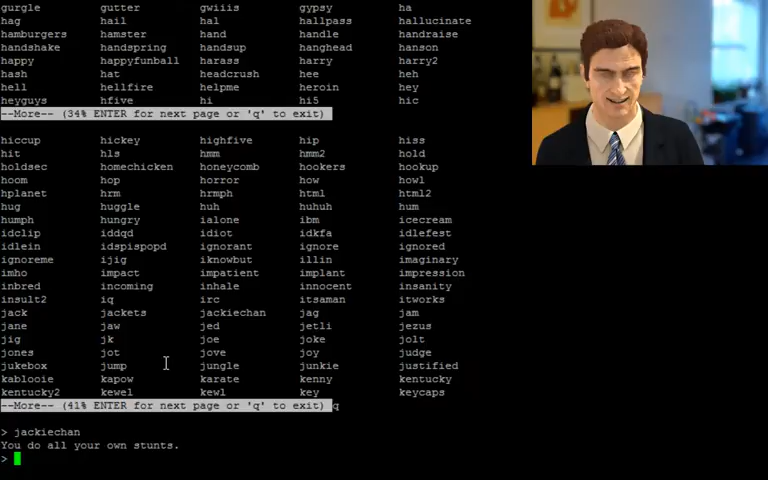 gurgle gutter gwiiis gypsy ha
hag hail hal hallpass hallucinate
hamburgers hamster hand handle handraise
handshake handspring handsup hanghead hanson
happy happyfunball harass harry harry2
hash hat headcrush hee heh
hell hellfire helpme heroin hey
heyguys hfive hi hi5 hic
--More-- (34% ENTER for next page or 'q' to exit)
hiccup hickey highfive hip hiss
hit hls hmm hmm2 hold
holdsec homechicken honeycomb hookers hookup
hoom hop horror how howl
hplanet hrm hrmph html html2
hug huggle huh huhuh hum
humph hungry ialone ibm icecream
idclip iddqd idiot idkfa idlefest
idlein idspispopd ignorant ignore ignored
ignoreme ijig iknowbut illin imaginary
imho impact impatient implant impression
inbred incoming inhale innocent insanity
insult2 iq irc itsaman itworks
jack jackets jackiechan jag jam
jane jaw jed jetli jezus
jig jk joe joke jolt
jones jot jove joy judge
jukebox jump jungle junkie justified
kablooie kapow karate kenny kentucky
kentucky2 kewel kewl key keycaps
--More-- (41% ENTER for next page or 'q' to exit) q
> jackiechan
You do all your own stunts.
>